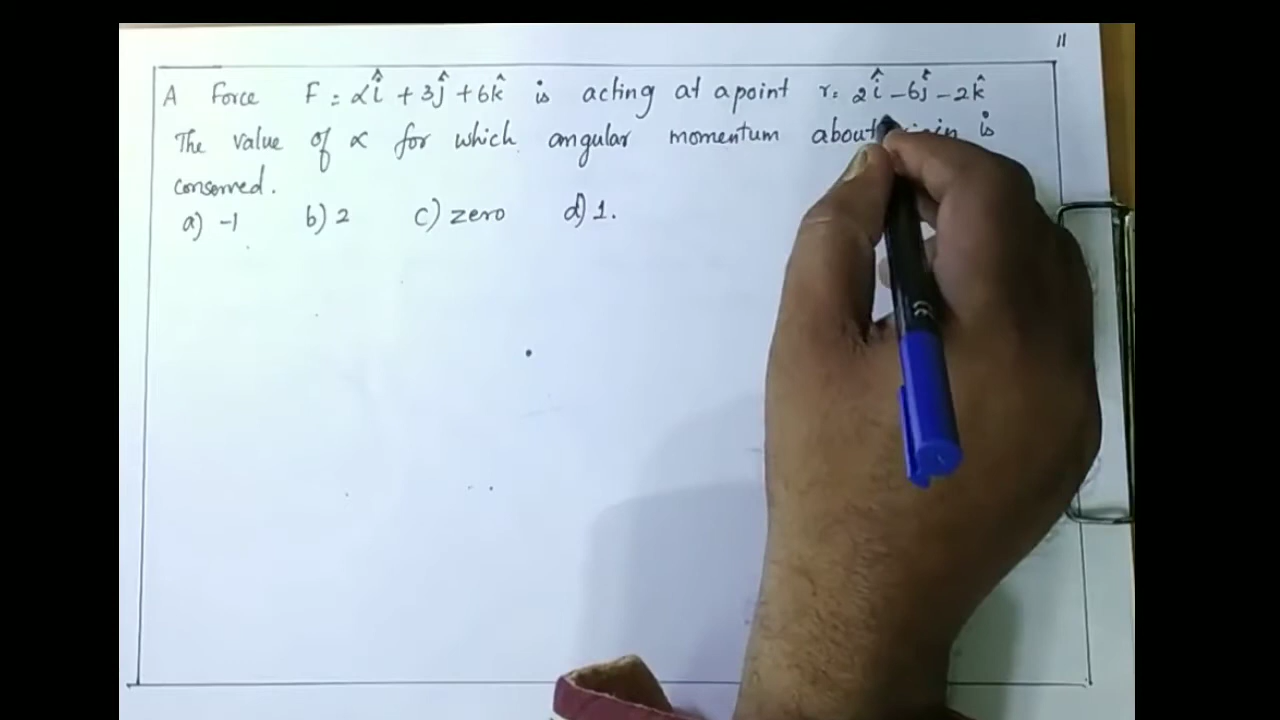 11
A Force F = αî + 3ĵ + 6k̂ is acting at a point r = 2î - 6ĵ - 2k̂
The value of α for which angular momentum about is
conserved.
a) -1 b) 2 c) zero d) 1.